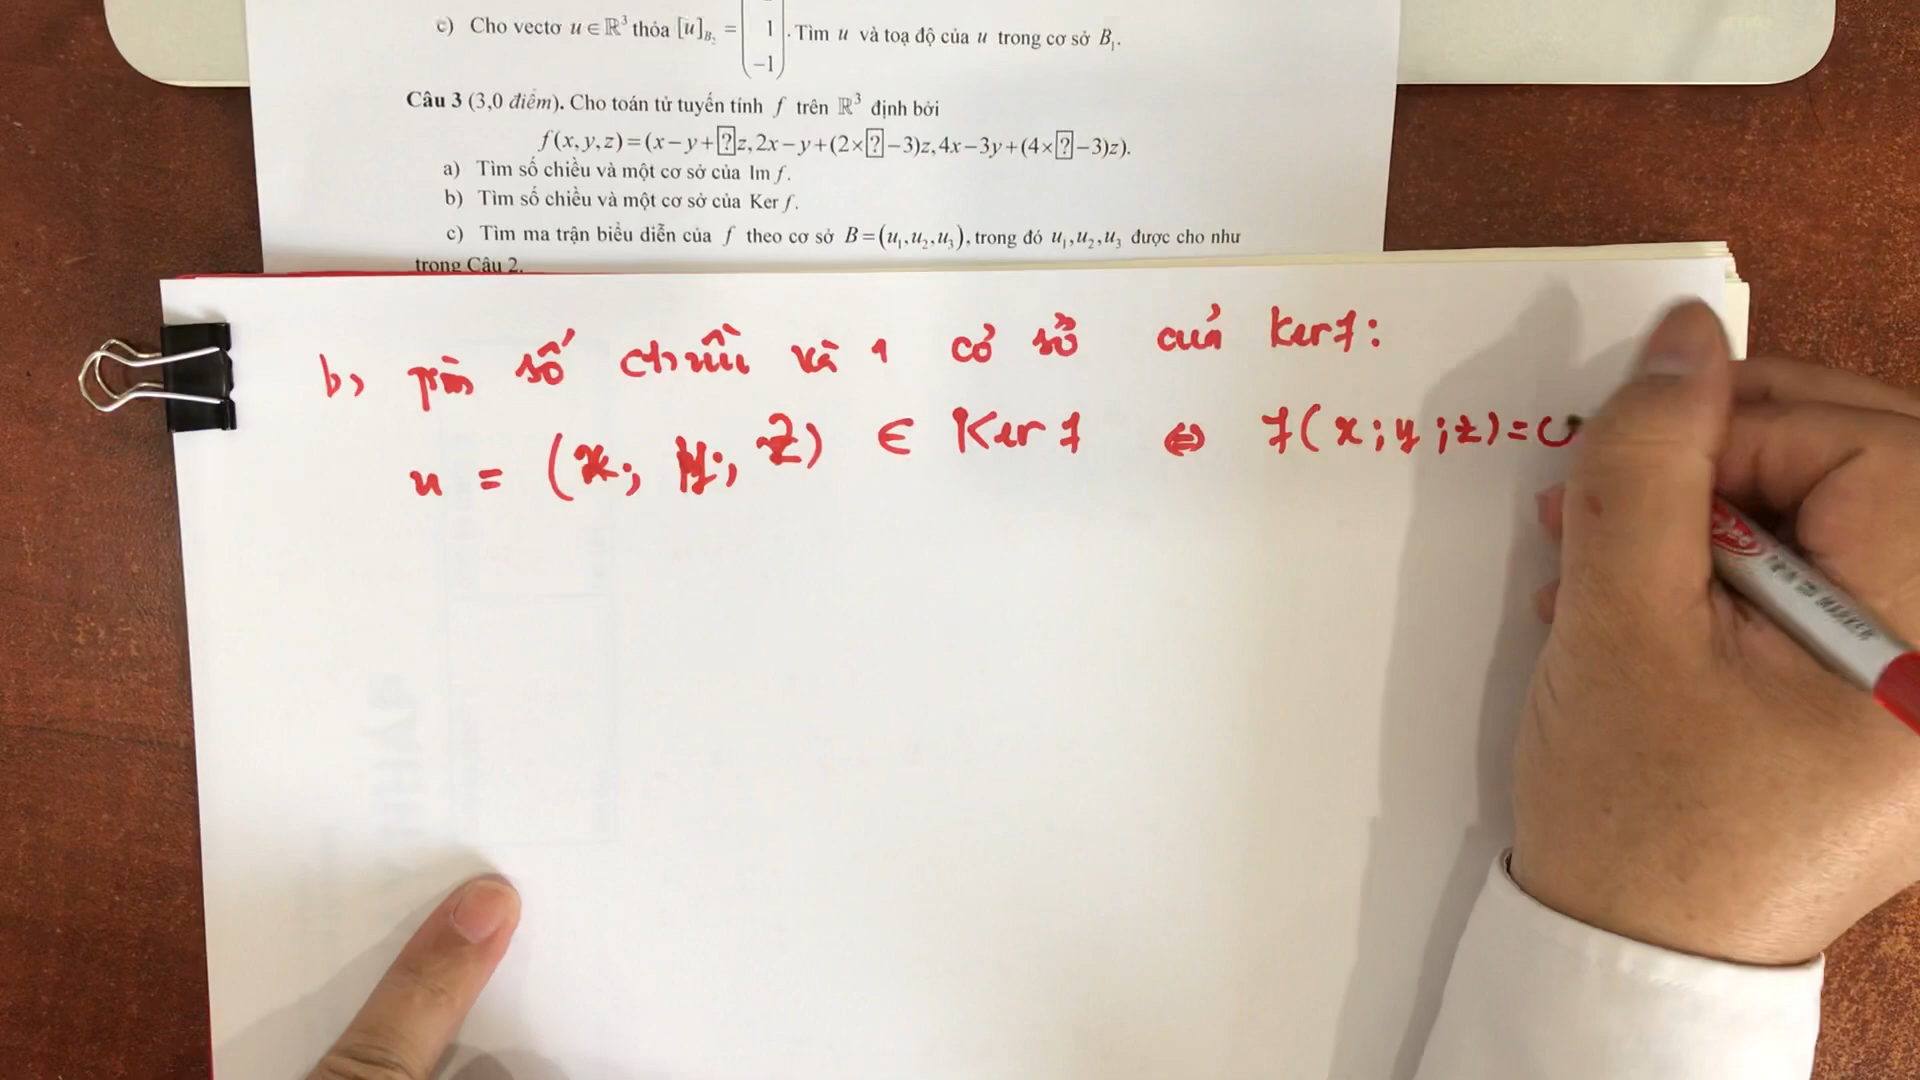 c) Cho vectơ u ∈ ℝ³ thỏa [u]_B₂ = ( 1 −1 ). Tìm u và toạ độ của u trong cơ sở B₁.
Câu 3 (3,0 điểm). Cho toán tử tuyến tính f trên ℝ³ định bởi
f(x,y,z)=(x−y+[?]z,2x−y+(2×[?]−3)z,4x−3y+(4×[?]−3)z).
a) Tìm số chiều và một cơ sở của Im f.
b) Tìm số chiều và một cơ sở của Ker f.
c) Tìm ma trận biểu diễn của f theo cơ sở B=(u₁,u₂,u₃), trong đó u₁,u₂,u₃ được cho như
trong Câu 2.
b, Tìm số chiều và 1 cơ sở của Ker f:
u = (x; y; z) ∈ Ker f ⇔ f(x;y;z)=0